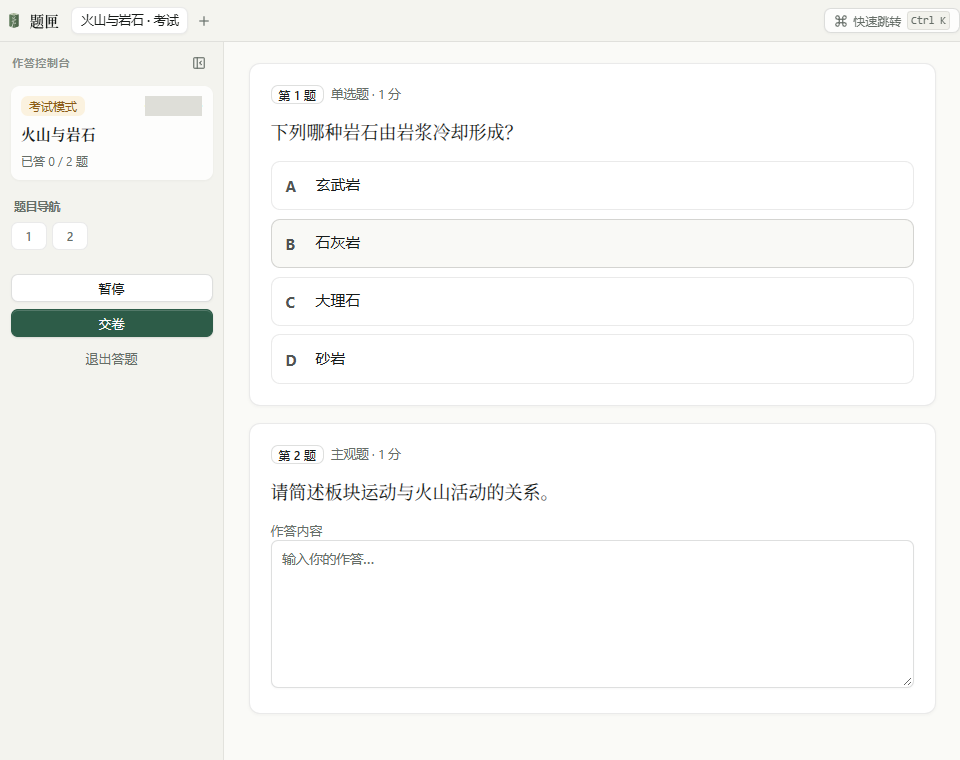 题匣
火山与岩石 · 考试
+
⌘ 快速跳转 Ctrl K
作答控制台
考试模式
火山与岩石
已答 0 / 2 题
题目导航
1
2
暂停
交卷
退出答题
第 1 题 单选题 · 1 分
下列哪种岩石由岩浆冷却形成？
A 玄武岩
B 石灰岩
C 大理石
D 砂岩
第 2 题 主观题 · 1 分
请简述板块运动与火山活动的关系。
作答内容
输入你的作答...